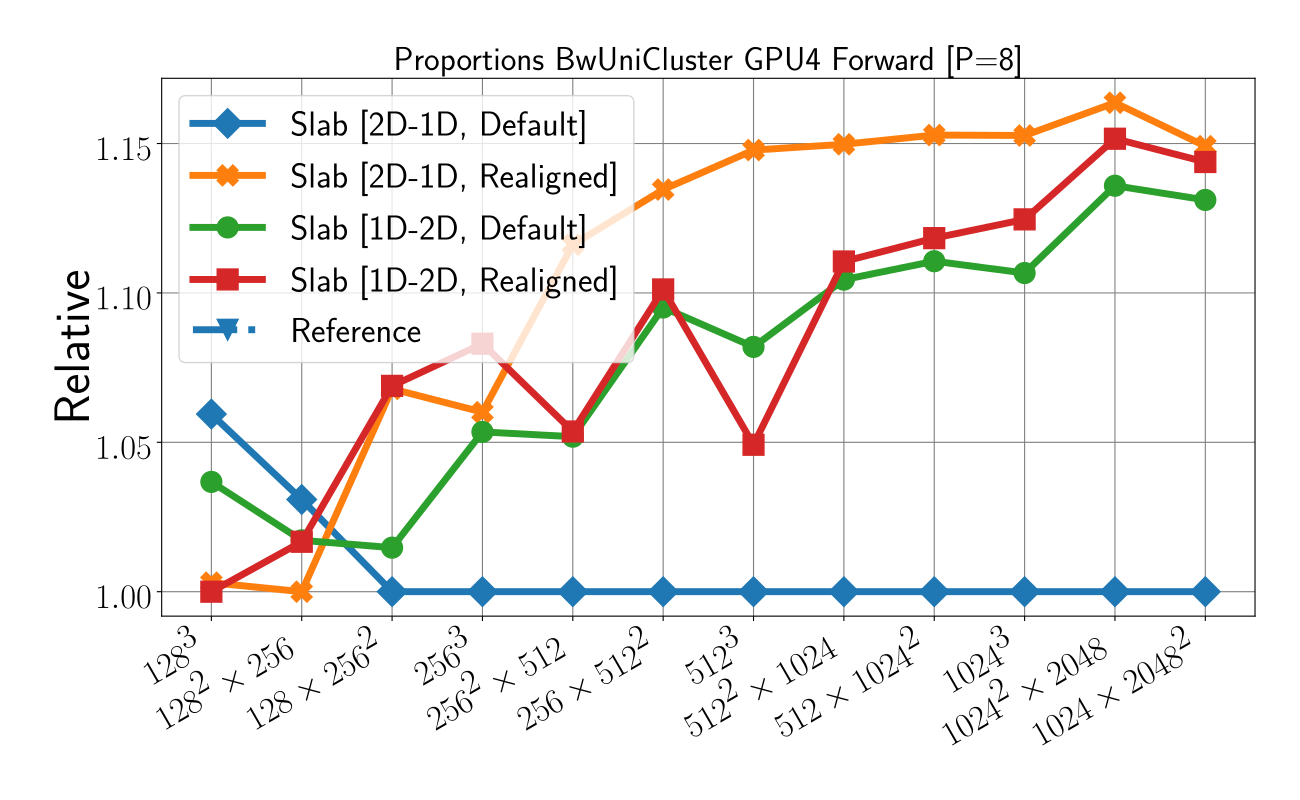 Proportions BwUniCluster GPU4 Forward [P=8]
Slab [2D-1D, Default]
Slab [2D-1D, Realigned]
Slab [1D-2D, Default]
Slab [1D-2D, Realigned]
Reference
Relative
1.15
1.10
1.05
1.00
128³
128² × 256
128 × 256²
256³
256² × 512
256 × 512²
512³
512² × 1024
512 × 1024²
1024³
1024² × 2048
1024 × 2048²